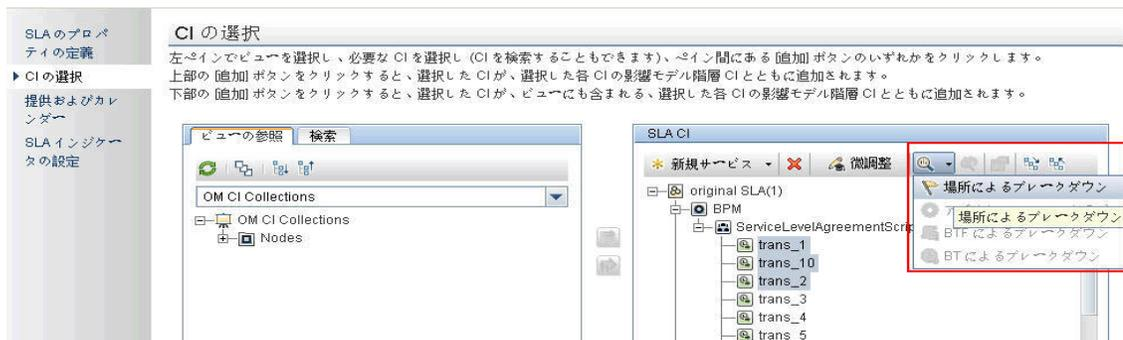 SLA のプロパ
ティの定義
CI の選択
提供およびカレ
ンダー
SLA インジケー
タの設定
CI の選択
左ペインでビューを選択し、必要な CI を選択し (CI を検索することもできます)、ペイン間にある [追加] ボタンのいずれかをクリックします。
上部の [追加] ボタンをクリックすると、選択した CI が、選択した各 CI の影響モデル階層 CI とともに追加されます。
下部の [追加] ボタンをクリックすると、選択した CI が、ビューにも含まれる、選択した各 CI の影響モデル階層 CI とともに追加されます。
ビューの参照 検索
OM CI Collections
OM CI Collections
Nodes
SLA CI
新規サービス 微調整
original SLA(1)
BPM
ServiceLevelAgreementScrip
trans_1
trans_10
trans_2
trans_3
trans_4
trans_5
場所によるブレークダウン
場所によるブレークダウン
BTF によるブレークダウン
BT によるブレークダウン